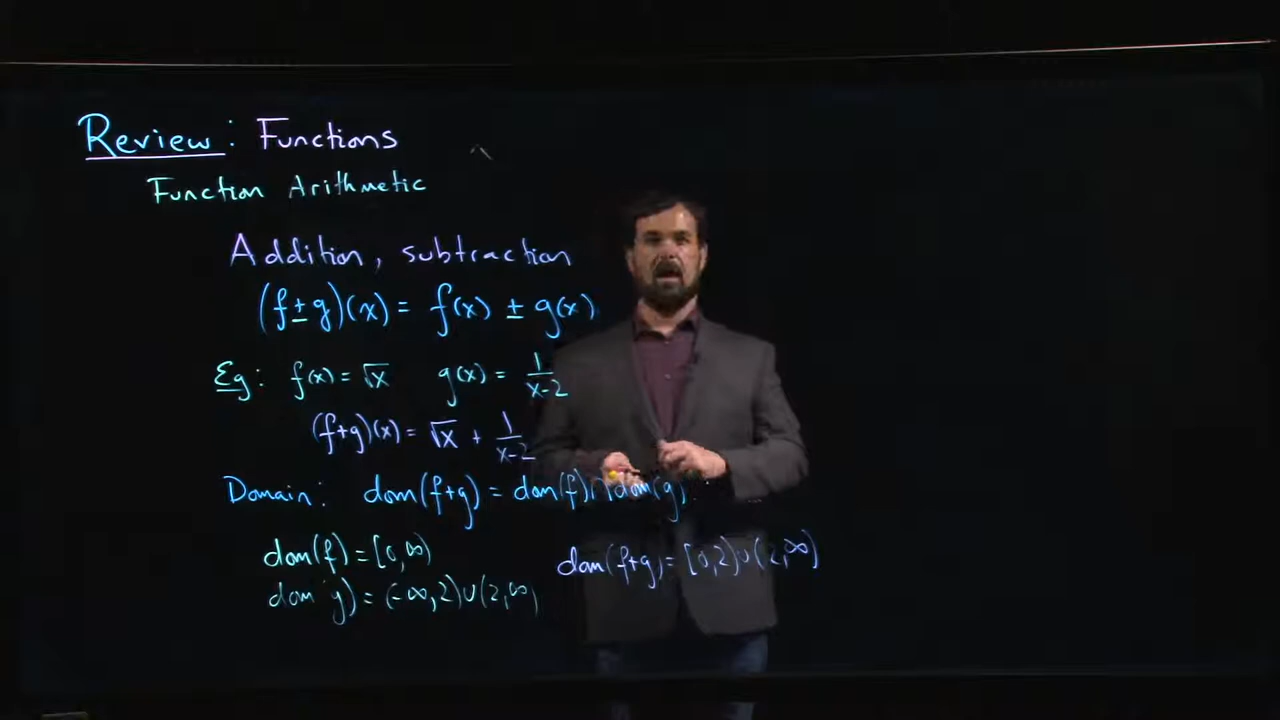 Review: Functions
Function Arithmetic
Addition, subtraction
(f±g)(x) = f(x) ± g(x)
Eg: f(x) = √x g(x) = 1/(x-2)
(f+g)(x) = √x + 1/(x-2)
Domain: dom(f+g) = dom(f)∩dom(g)
dom(f) = [0,∞)
dom(g) = (-∞,2)∪(2,∞)
dom(f+g) = [0,2)∪(2,∞)